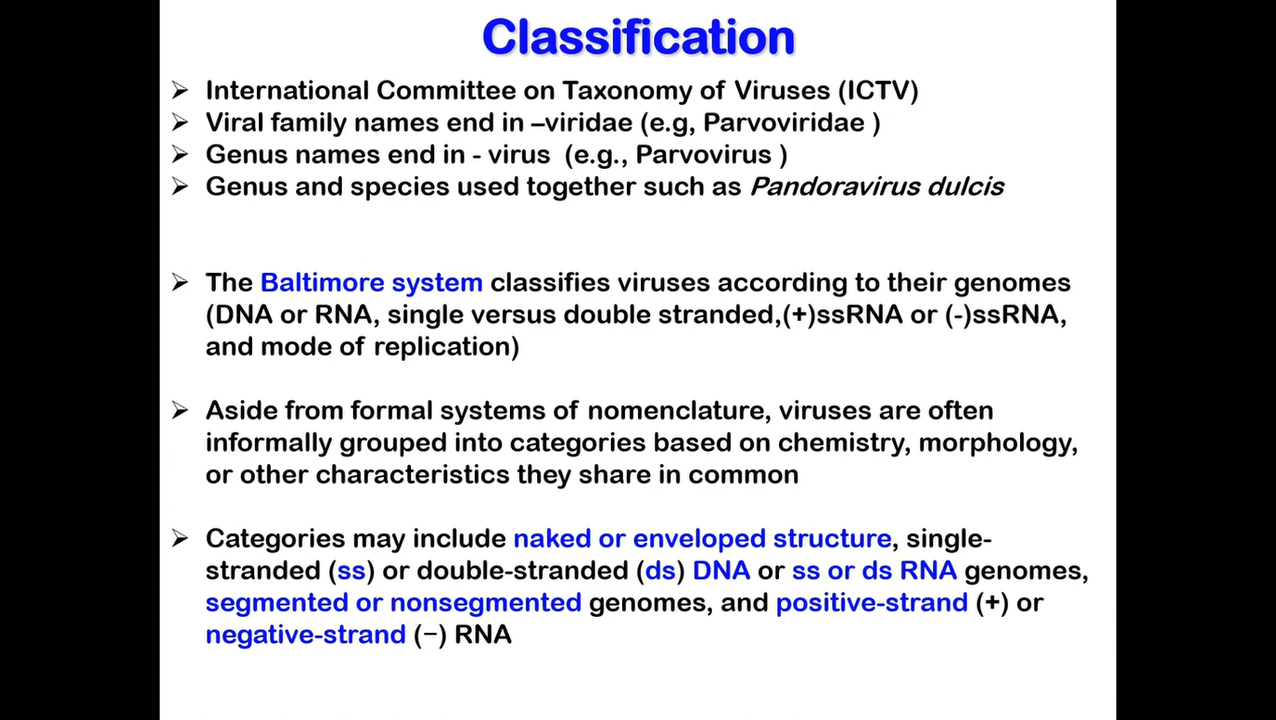 Classification
➢ International Committee on Taxonomy of Viruses (ICTV)
➢ Viral family names end in –viridae (e.g, Parvoviridae )
➢ Genus names end in - virus (e.g., Parvovirus )
➢ Genus and species used together such as Pandoravirus dulcis
➢ The Baltimore system classifies viruses according to their genomes
(DNA or RNA, single versus double stranded,(+)ssRNA or (-)ssRNA,
and mode of replication)
➢ Aside from formal systems of nomenclature, viruses are often
informally grouped into categories based on chemistry, morphology,
or other characteristics they share in common
➢ Categories may include naked or enveloped structure, single-
stranded (ss) or double-stranded (ds) DNA or ss or ds RNA genomes,
segmented or nonsegmented genomes, and positive-strand (+) or
negative-strand (−) RNA